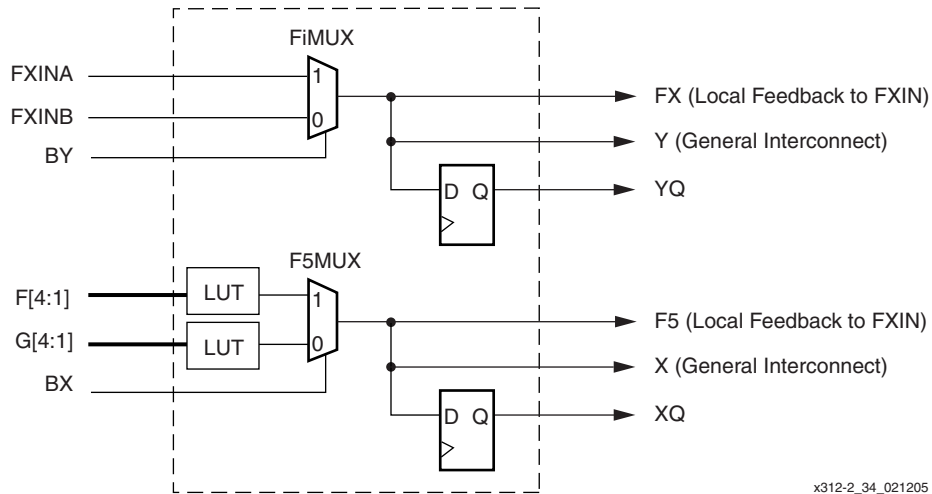 FiMUX
FXINA
1
FX (Local Feedback to FXIN)
FXINB
0
Y (General Interconnect)
BY
D Q
YQ
F5MUX
F[4:1]
LUT
1
F5 (Local Feedback to FXIN)
G[4:1]
LUT
0
X (General Interconnect)
BX
D Q
XQ
x312-2_34_021205